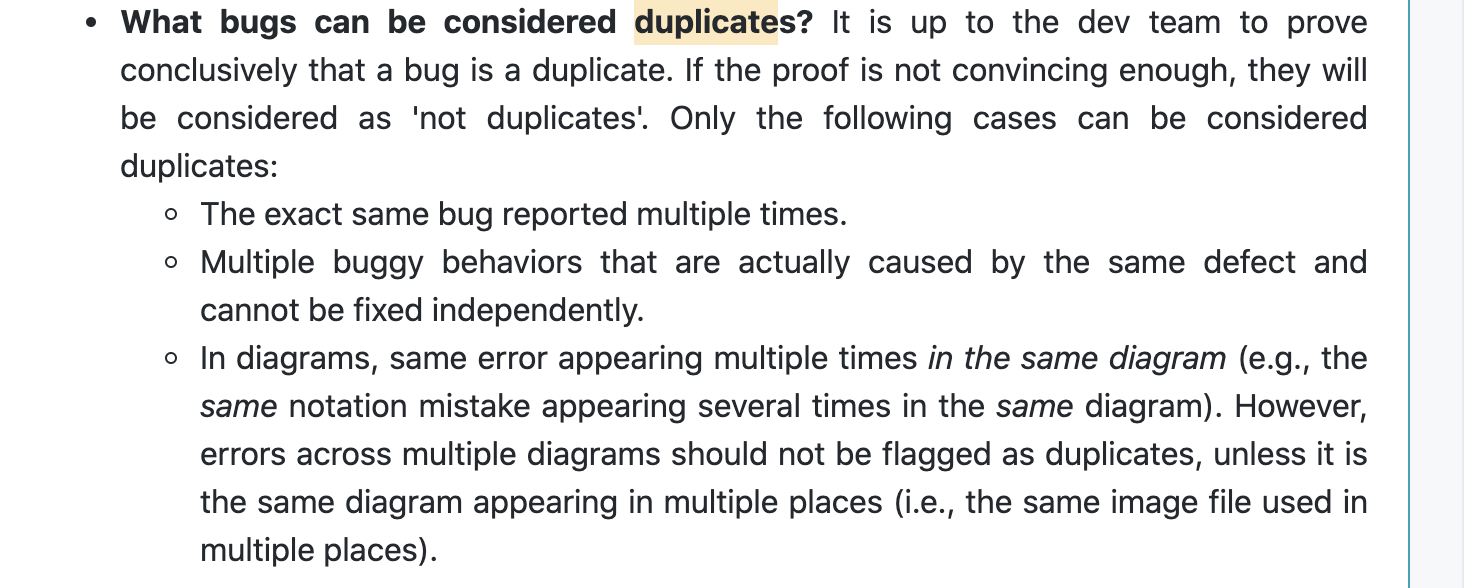 • What bugs can be considered duplicates? It is up to the dev team to prove
conclusively that a bug is a duplicate. If the proof is not convincing enough, they will
be considered as 'not duplicates'. Only the following cases can be considered
duplicates:
◦ The exact same bug reported multiple times.
◦ Multiple buggy behaviors that are actually caused by the same defect and
cannot be fixed independently.
◦ In diagrams, same error appearing multiple times in the same diagram (e.g., the
same notation mistake appearing several times in the same diagram). However,
errors across multiple diagrams should not be flagged as duplicates, unless it is
the same diagram appearing in multiple places (i.e., the same image file used in
multiple places).